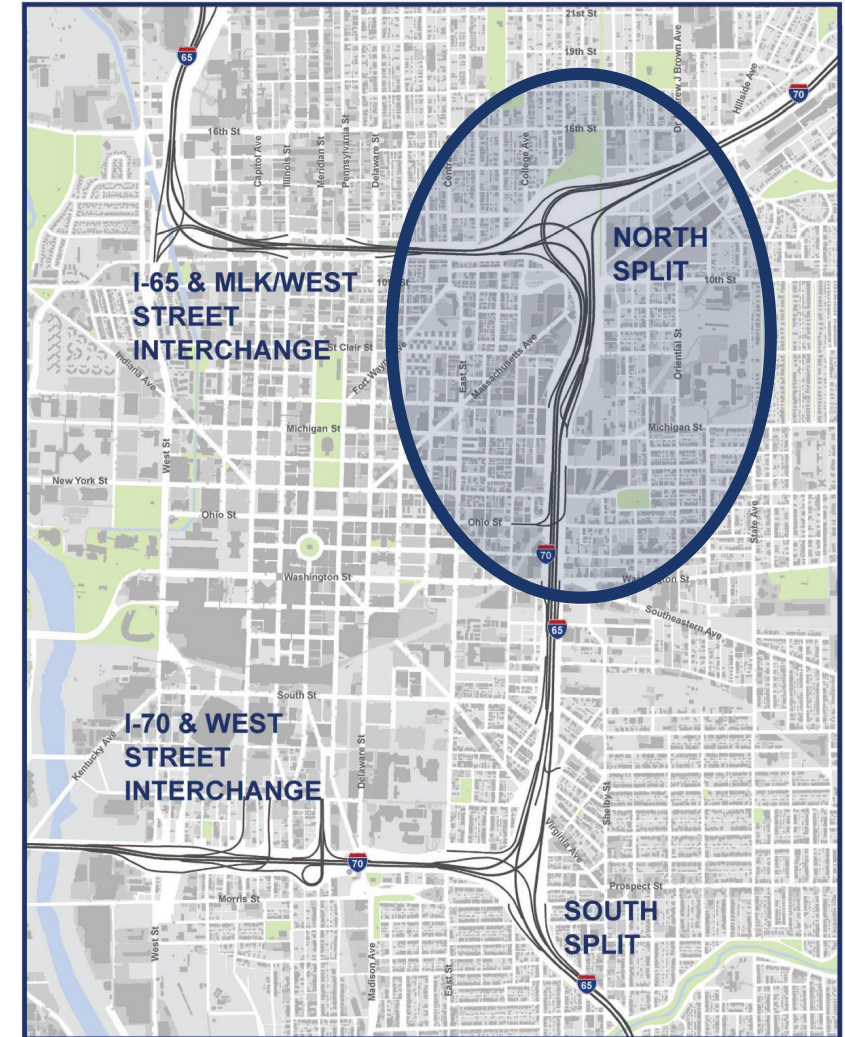 21st St
19th St
Hillside Ave
65
70
16th St
16th St
Capitol Ave
Illinois St
Meridian St
Pennsylvania St
Delaware St
College Ave
NORTH
SPLIT
10th St
I-65 & MLK/WEST
STREET
INTERCHANGE
St Clair St
Indiana Ave
East St
Massachusetts Ave
Oriential St
Michigan St
Michigan St
West St
New York St
Ohio St
Ohio St
State Ave
70
Washington St
Southeastern Ave
65
South St
I-70 & WEST
STREET
INTERCHANGE
Kentucky Ave
Delaware St
Shelby St
Virginia Ave
70
Prospect St
Morris St
SOUTH
SPLIT
West St
Madison Ave
East St
65